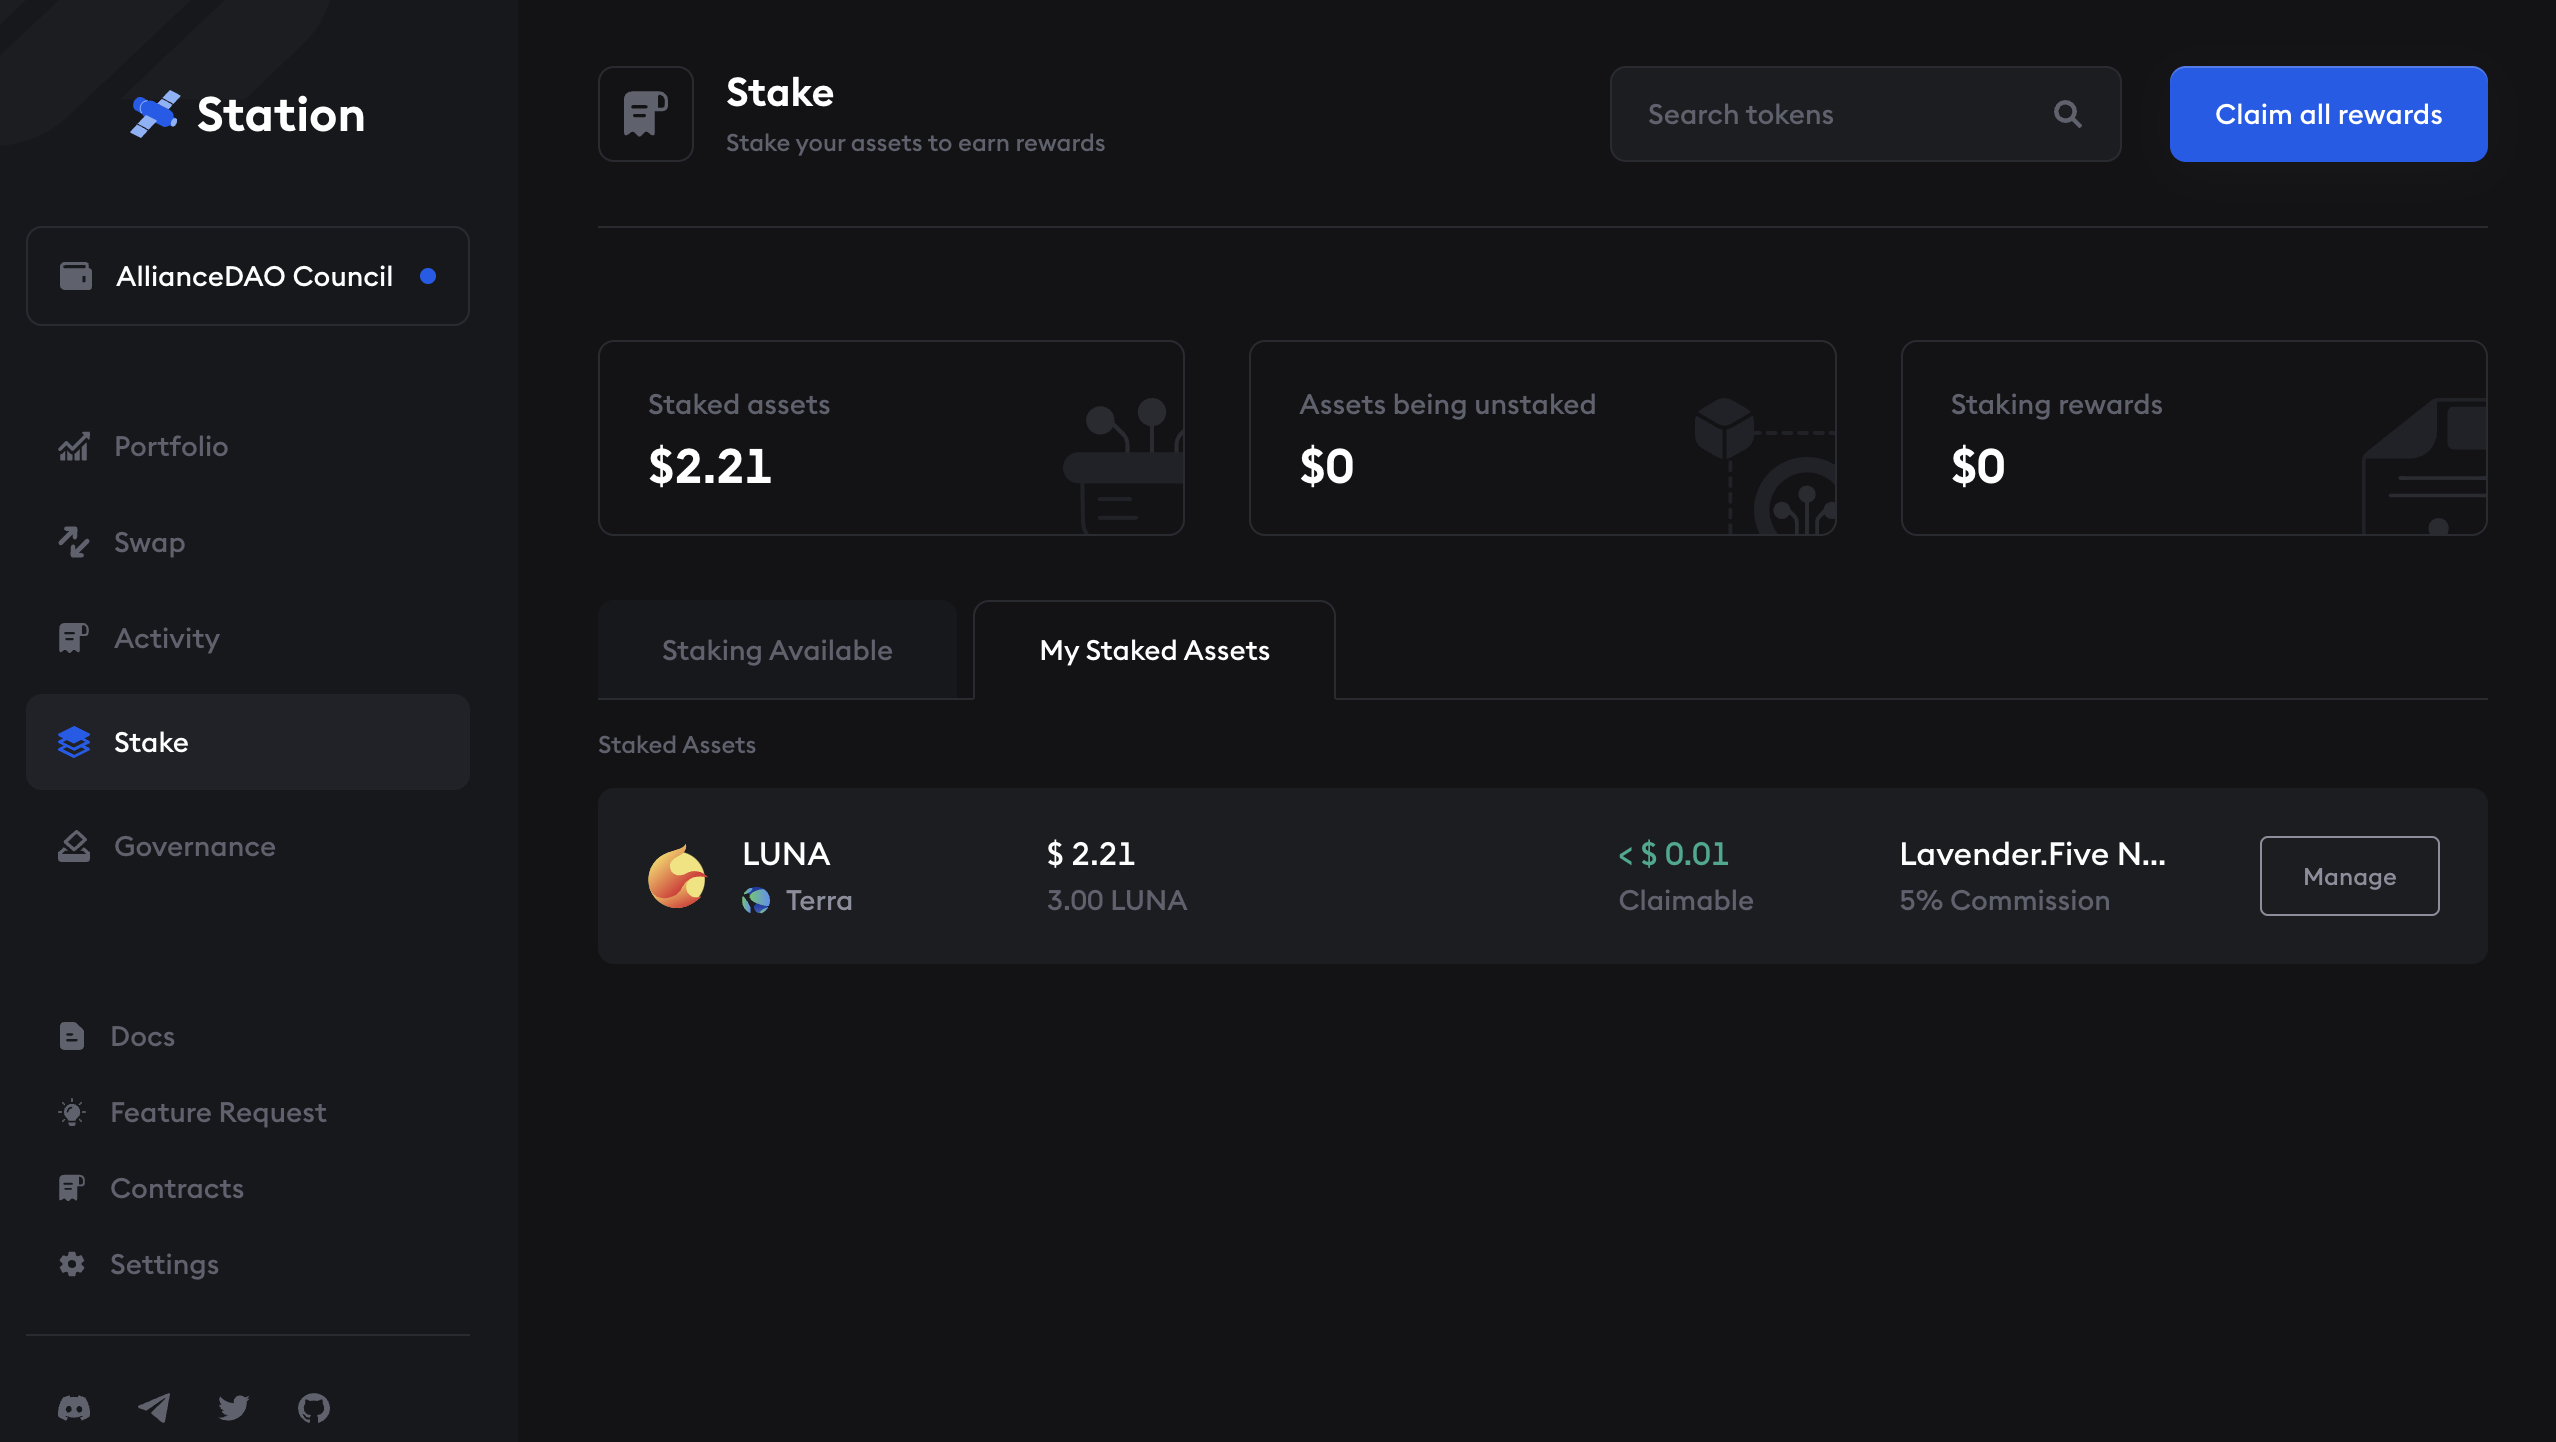 Station
AllianceDAO Council
Portfolio
Swap
Activity
Stake
Governance
Docs
Feature Request
Contracts
Settings
Stake
Stake your assets to earn rewards
Search tokens
Claim all rewards
Staked assets
$2.21
Assets being unstaked
$0
Staking rewards
$0
Staking Available
My Staked Assets
Staked Assets
LUNA
Terra
$ 2.21
3.00 LUNA
< $ 0.01
Claimable
Lavender.Five N...
5% Commission
Manage